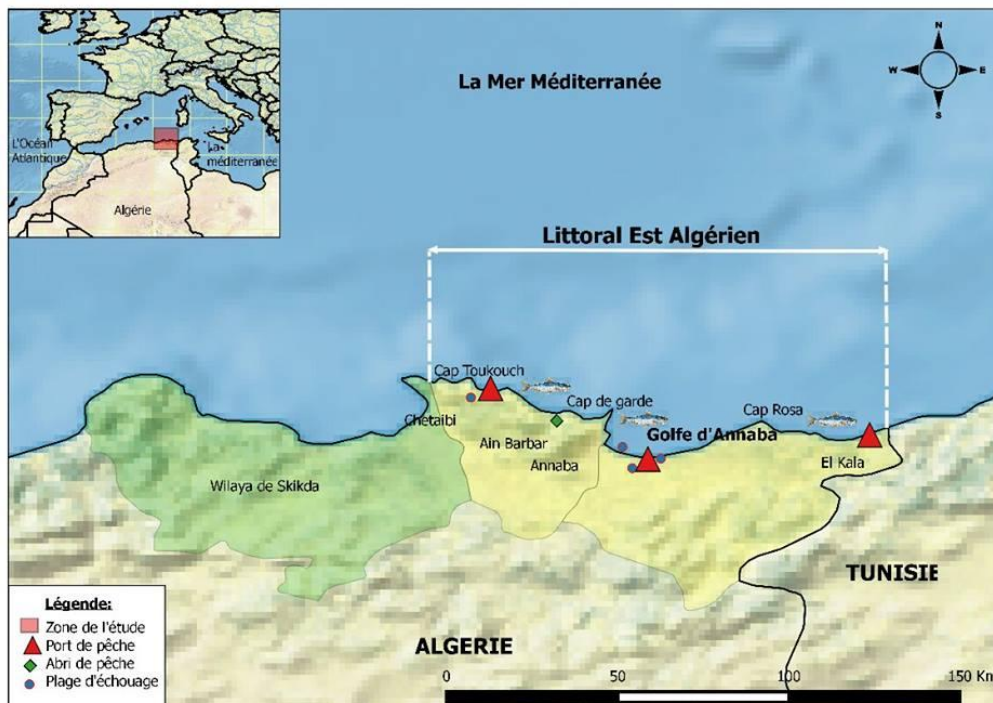 La Mer Méditerranée
N
W
E
S
L'Océan
Atlantique
La
méditerranée
Algérie
Littoral Est Algérien
Cap Toukouch
Cap de garde
Cap Rosa
Chetaibi
Golfe d'Annaba
Ain Barbar
Annaba
El Kala
Wilaya de Skikda
TUNISIE
ALGERIE
Légende:
Zone de l'étude
Port de pêche
Abri de pêche
Plage d'échouage
0 50 100 150 Km